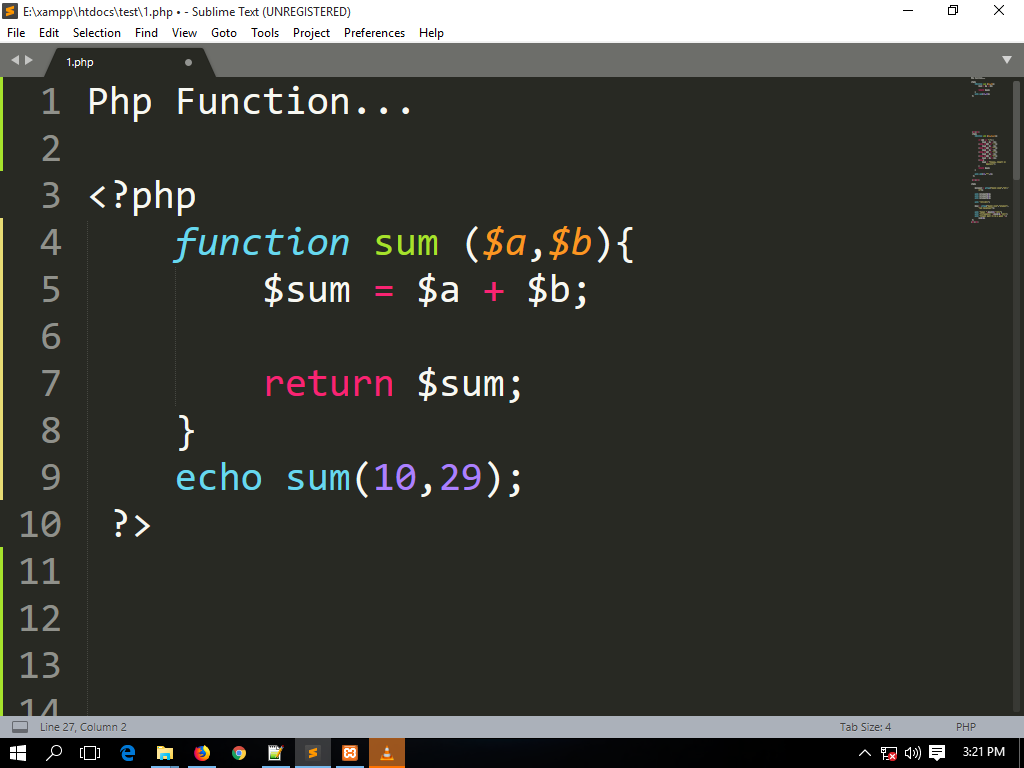 E:\xampp\htdocs\test\1.php • - Sublime Text (UNREGISTERED)
File Edit Selection Find View Goto Tools Project Preferences Help
1.php
1 Php Function...
2
3 <?php
4 function sum ($a,$b){
5 $sum = $a + $b;
6
7 return $sum;
8 }
9 echo sum(10,29);
10 ?>
11
12
13
14
Line 27, Column 2 Tab Size: 4 PHP
3:21 PM